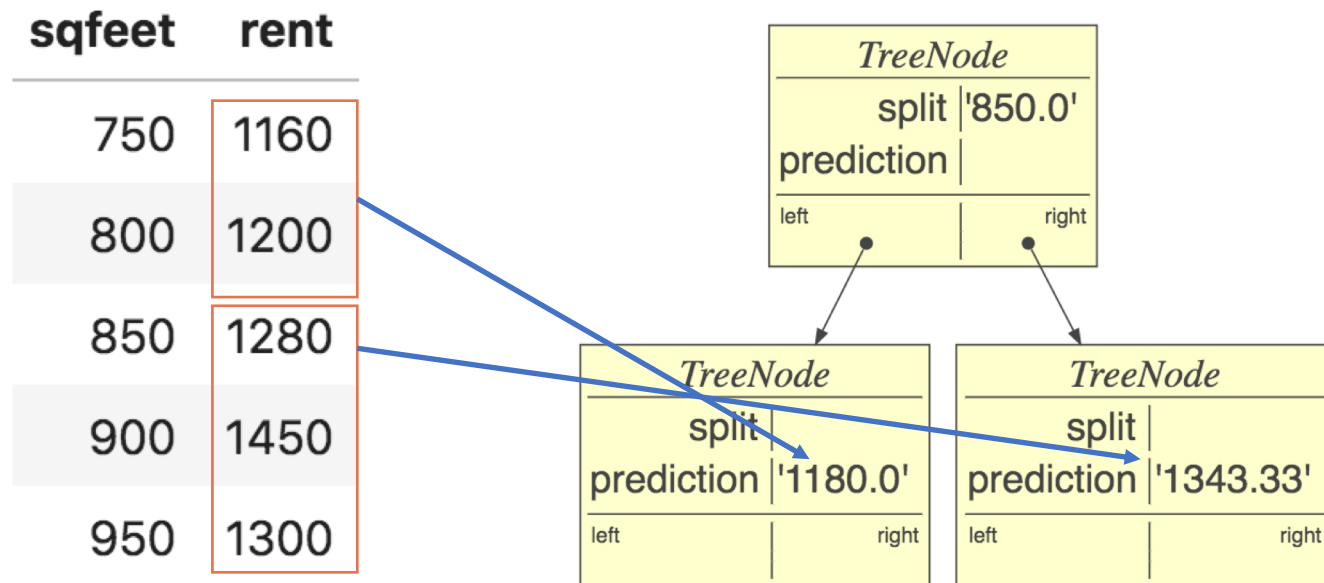 sqfeet rent
750 1160
800 1200
850 1280
900 1450
950 1300
TreeNode
split '850.0'
prediction
left right
TreeNode
split
prediction '1180.0'
left right
TreeNode
split
prediction '1343.33'
left right